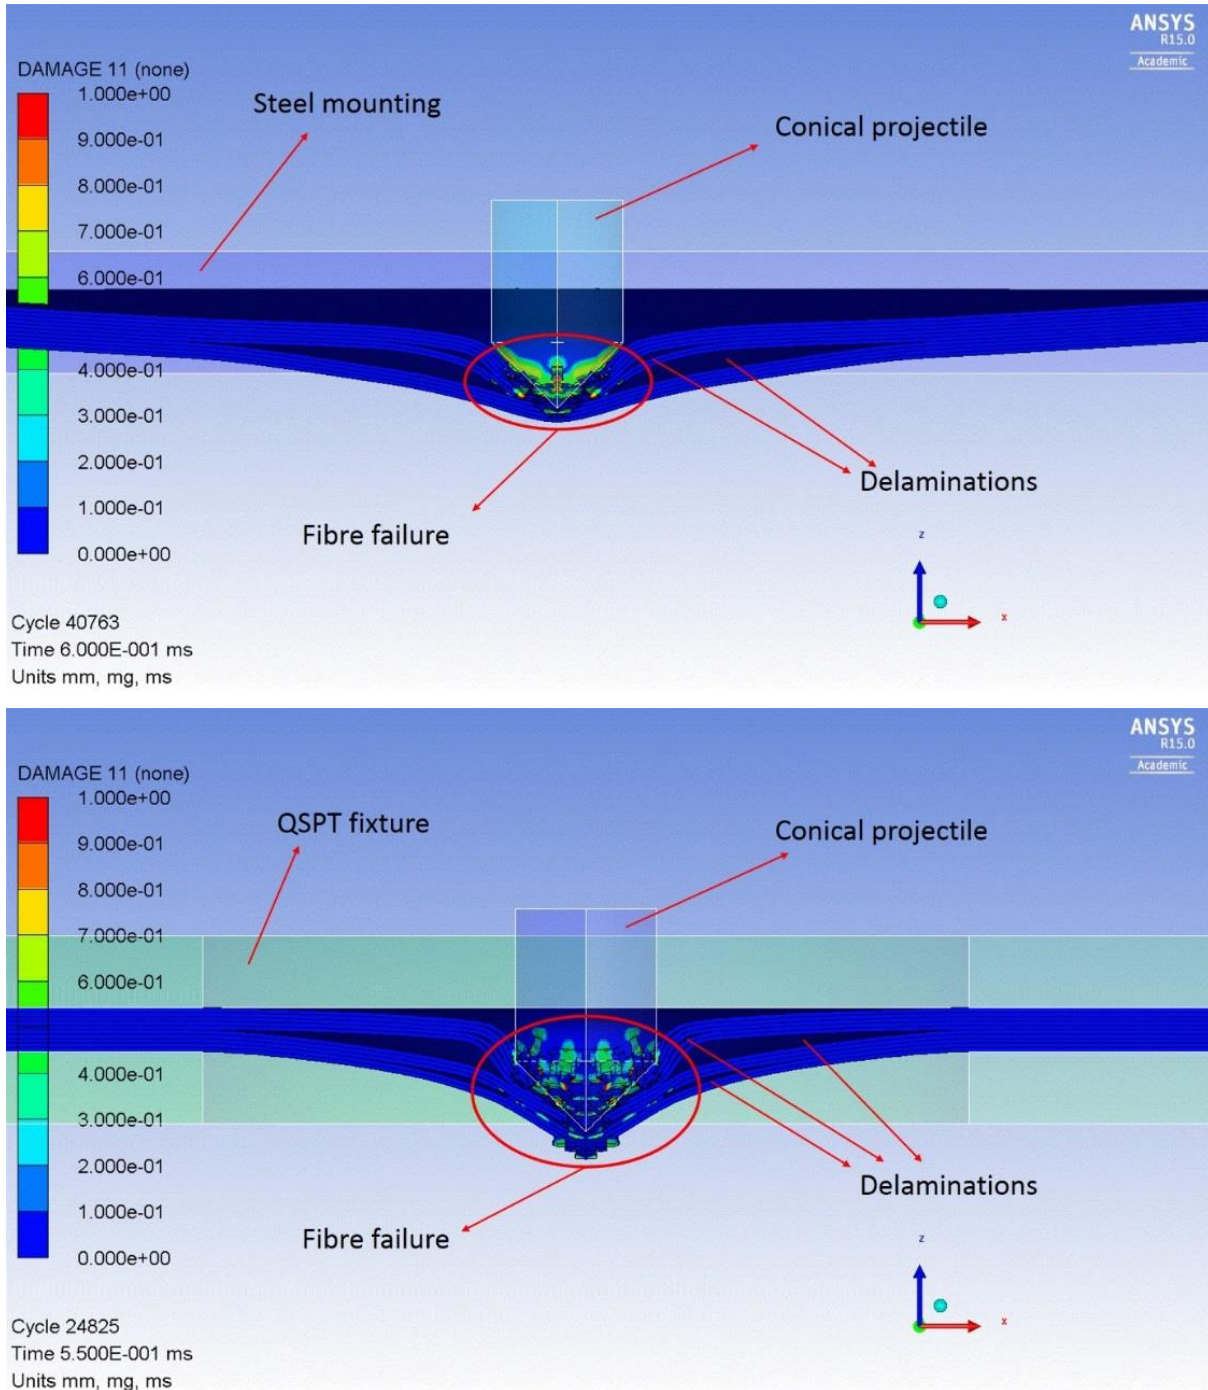 ANSYS
R15.0
Academic
DAMAGE 11 (none)
1.000e+00
9.000e-01
8.000e-01
7.000e-01
6.000e-01
4.000e-01
3.000e-01
2.000e-01
1.000e-01
0.000e+00
Steel mounting
Conical projectile
Delaminations
Fibre failure
z
x
Cycle 40763
Time 6.000E-001 ms
Units mm, mg, ms
ANSYS
R15.0
Academic
DAMAGE 11 (none)
1.000e+00
9.000e-01
8.000e-01
7.000e-01
6.000e-01
4.000e-01
3.000e-01
2.000e-01
1.000e-01
0.000e+00
QSPT fixture
Conical projectile
Delaminations
Fibre failure
z
x
Cycle 24825
Time 5.500E-001 ms
Units mm, mg, ms